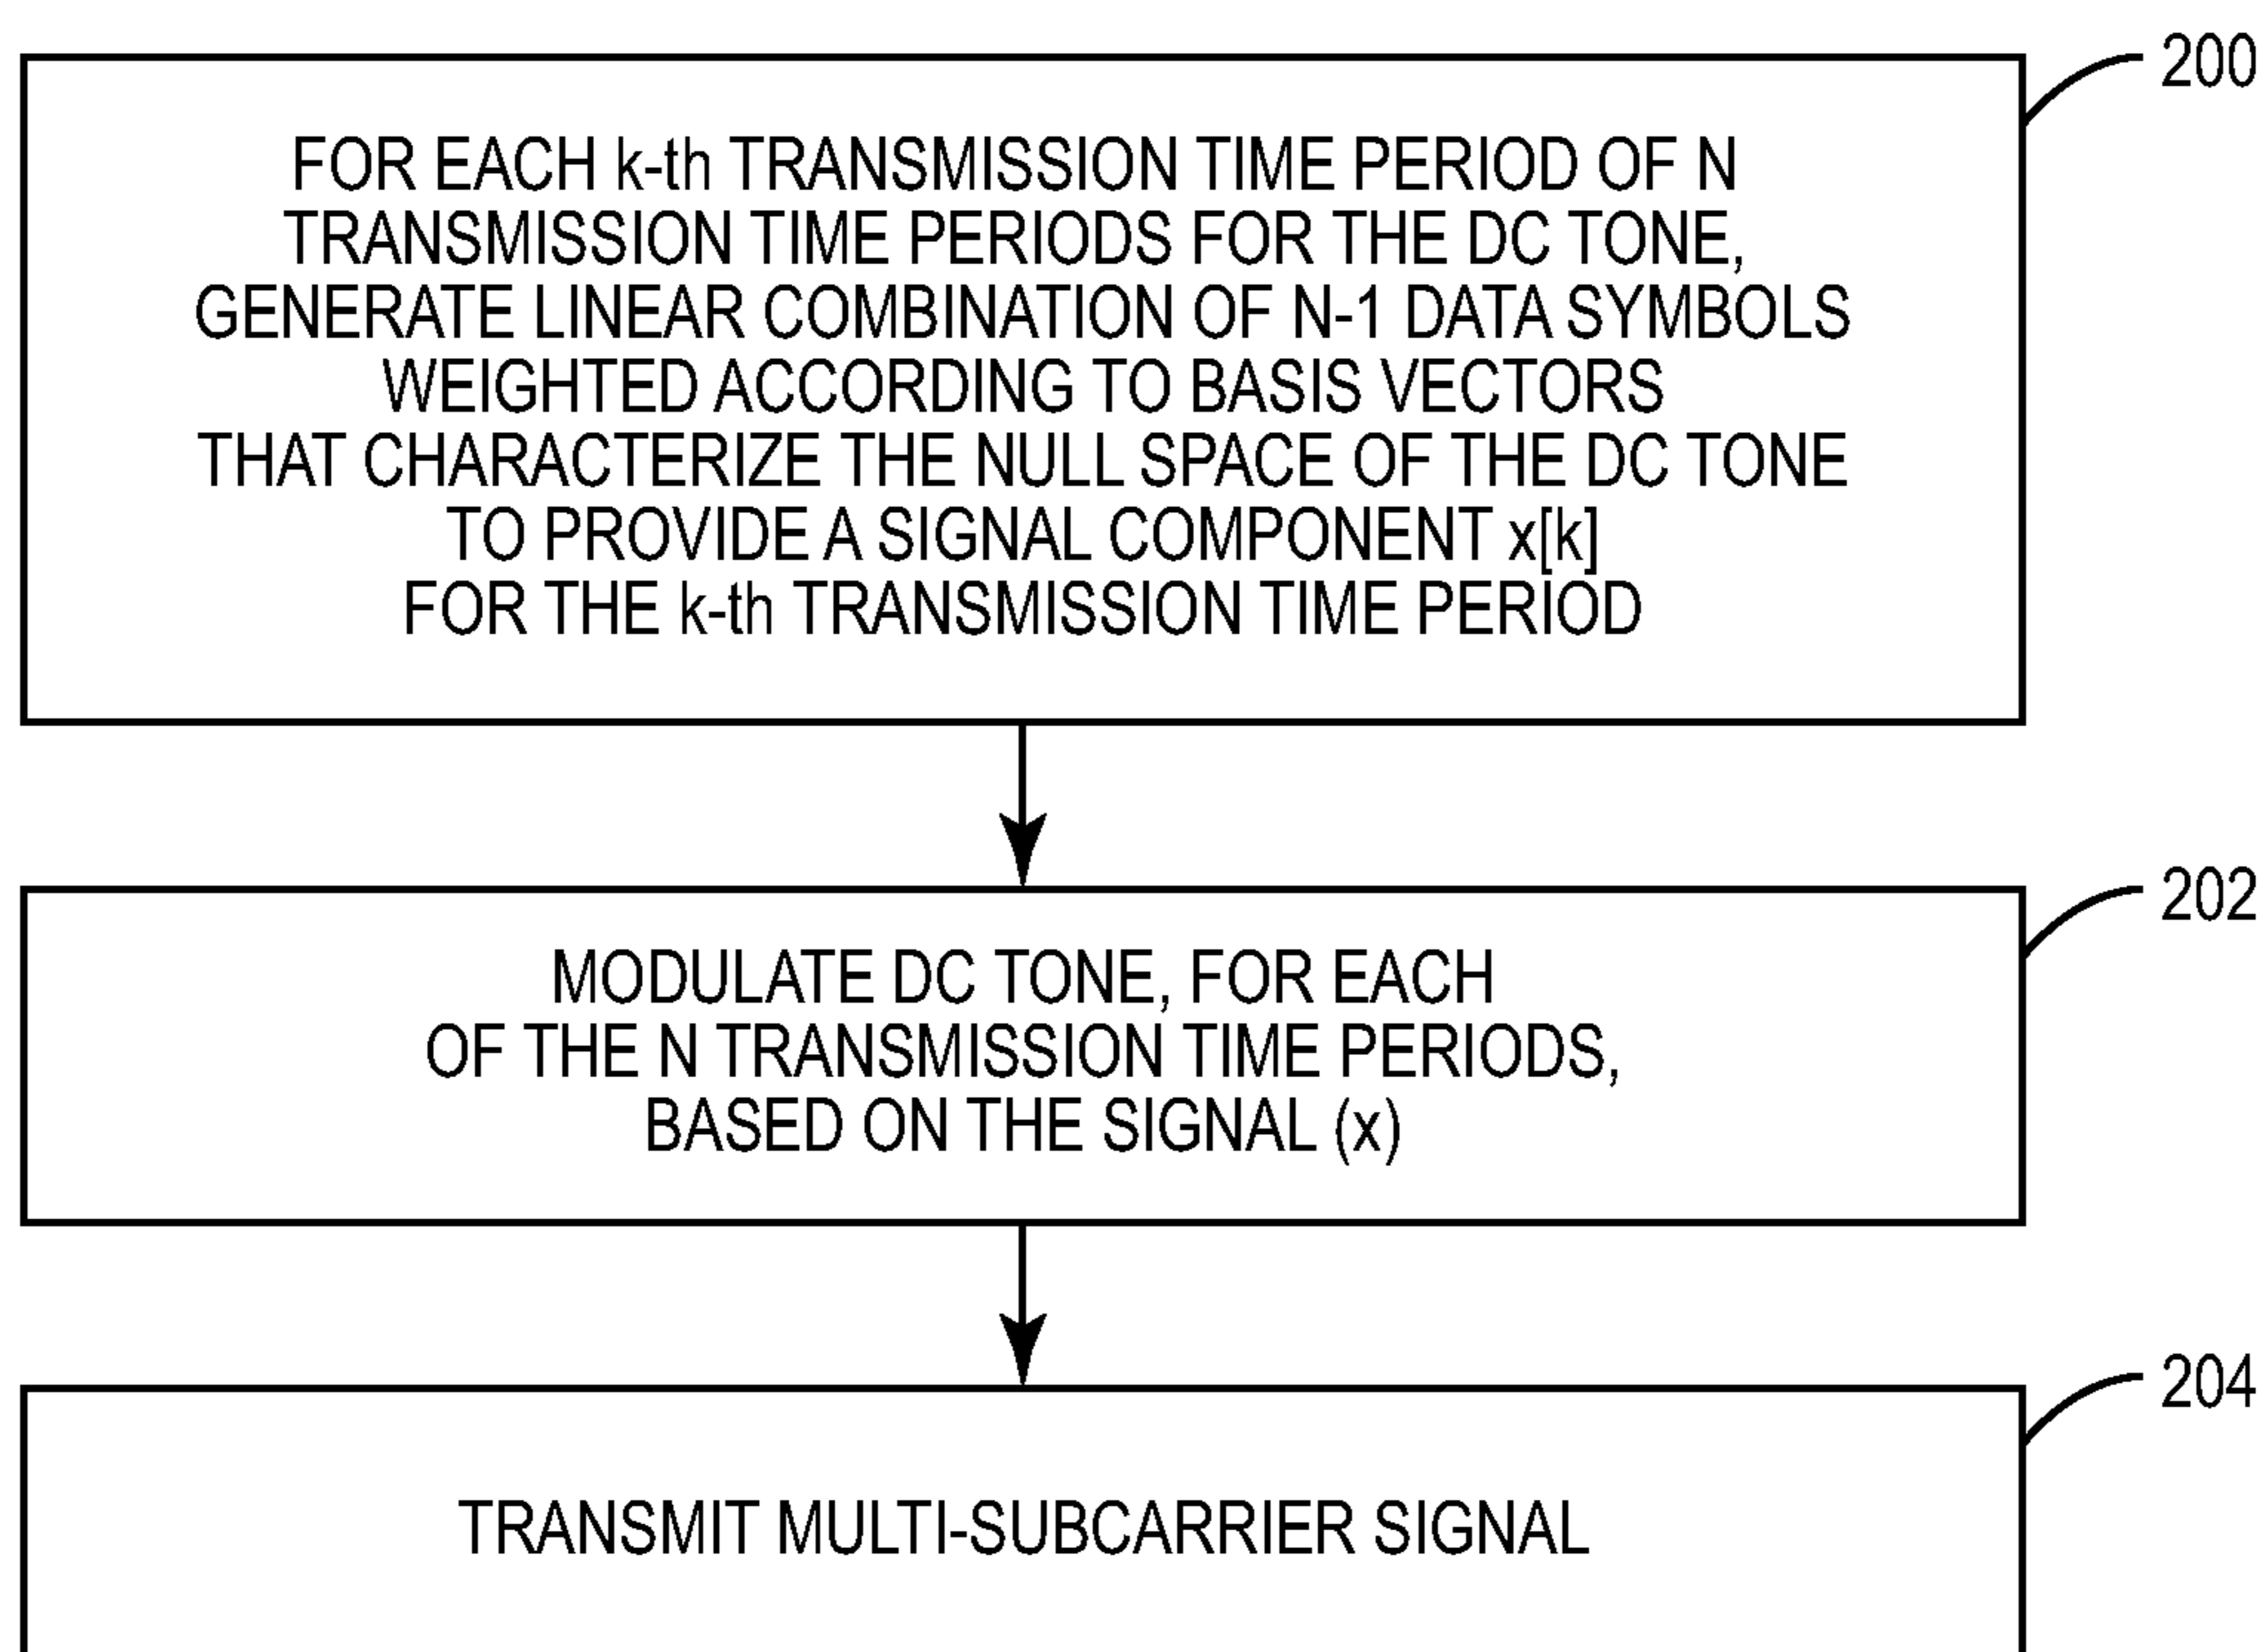 200
FOR EACH k-th TRANSMISSION TIME PERIOD OF N
TRANSMISSION TIME PERIODS FOR THE DC TONE,
GENERATE LINEAR COMBINATION OF N-1 DATA SYMBOLS
WEIGHTED ACCORDING TO BASIS VECTORS
THAT CHARACTERIZE THE NULL SPACE OF THE DC TONE
TO PROVIDE A SIGNAL COMPONENT x[k]
FOR THE k-th TRANSMISSION TIME PERIOD
202
MODULATE DC TONE, FOR EACH
OF THE N TRANSMISSION TIME PERIODS,
BASED ON THE SIGNAL (x)
204
TRANSMIT MULTI-SUBCARRIER SIGNAL